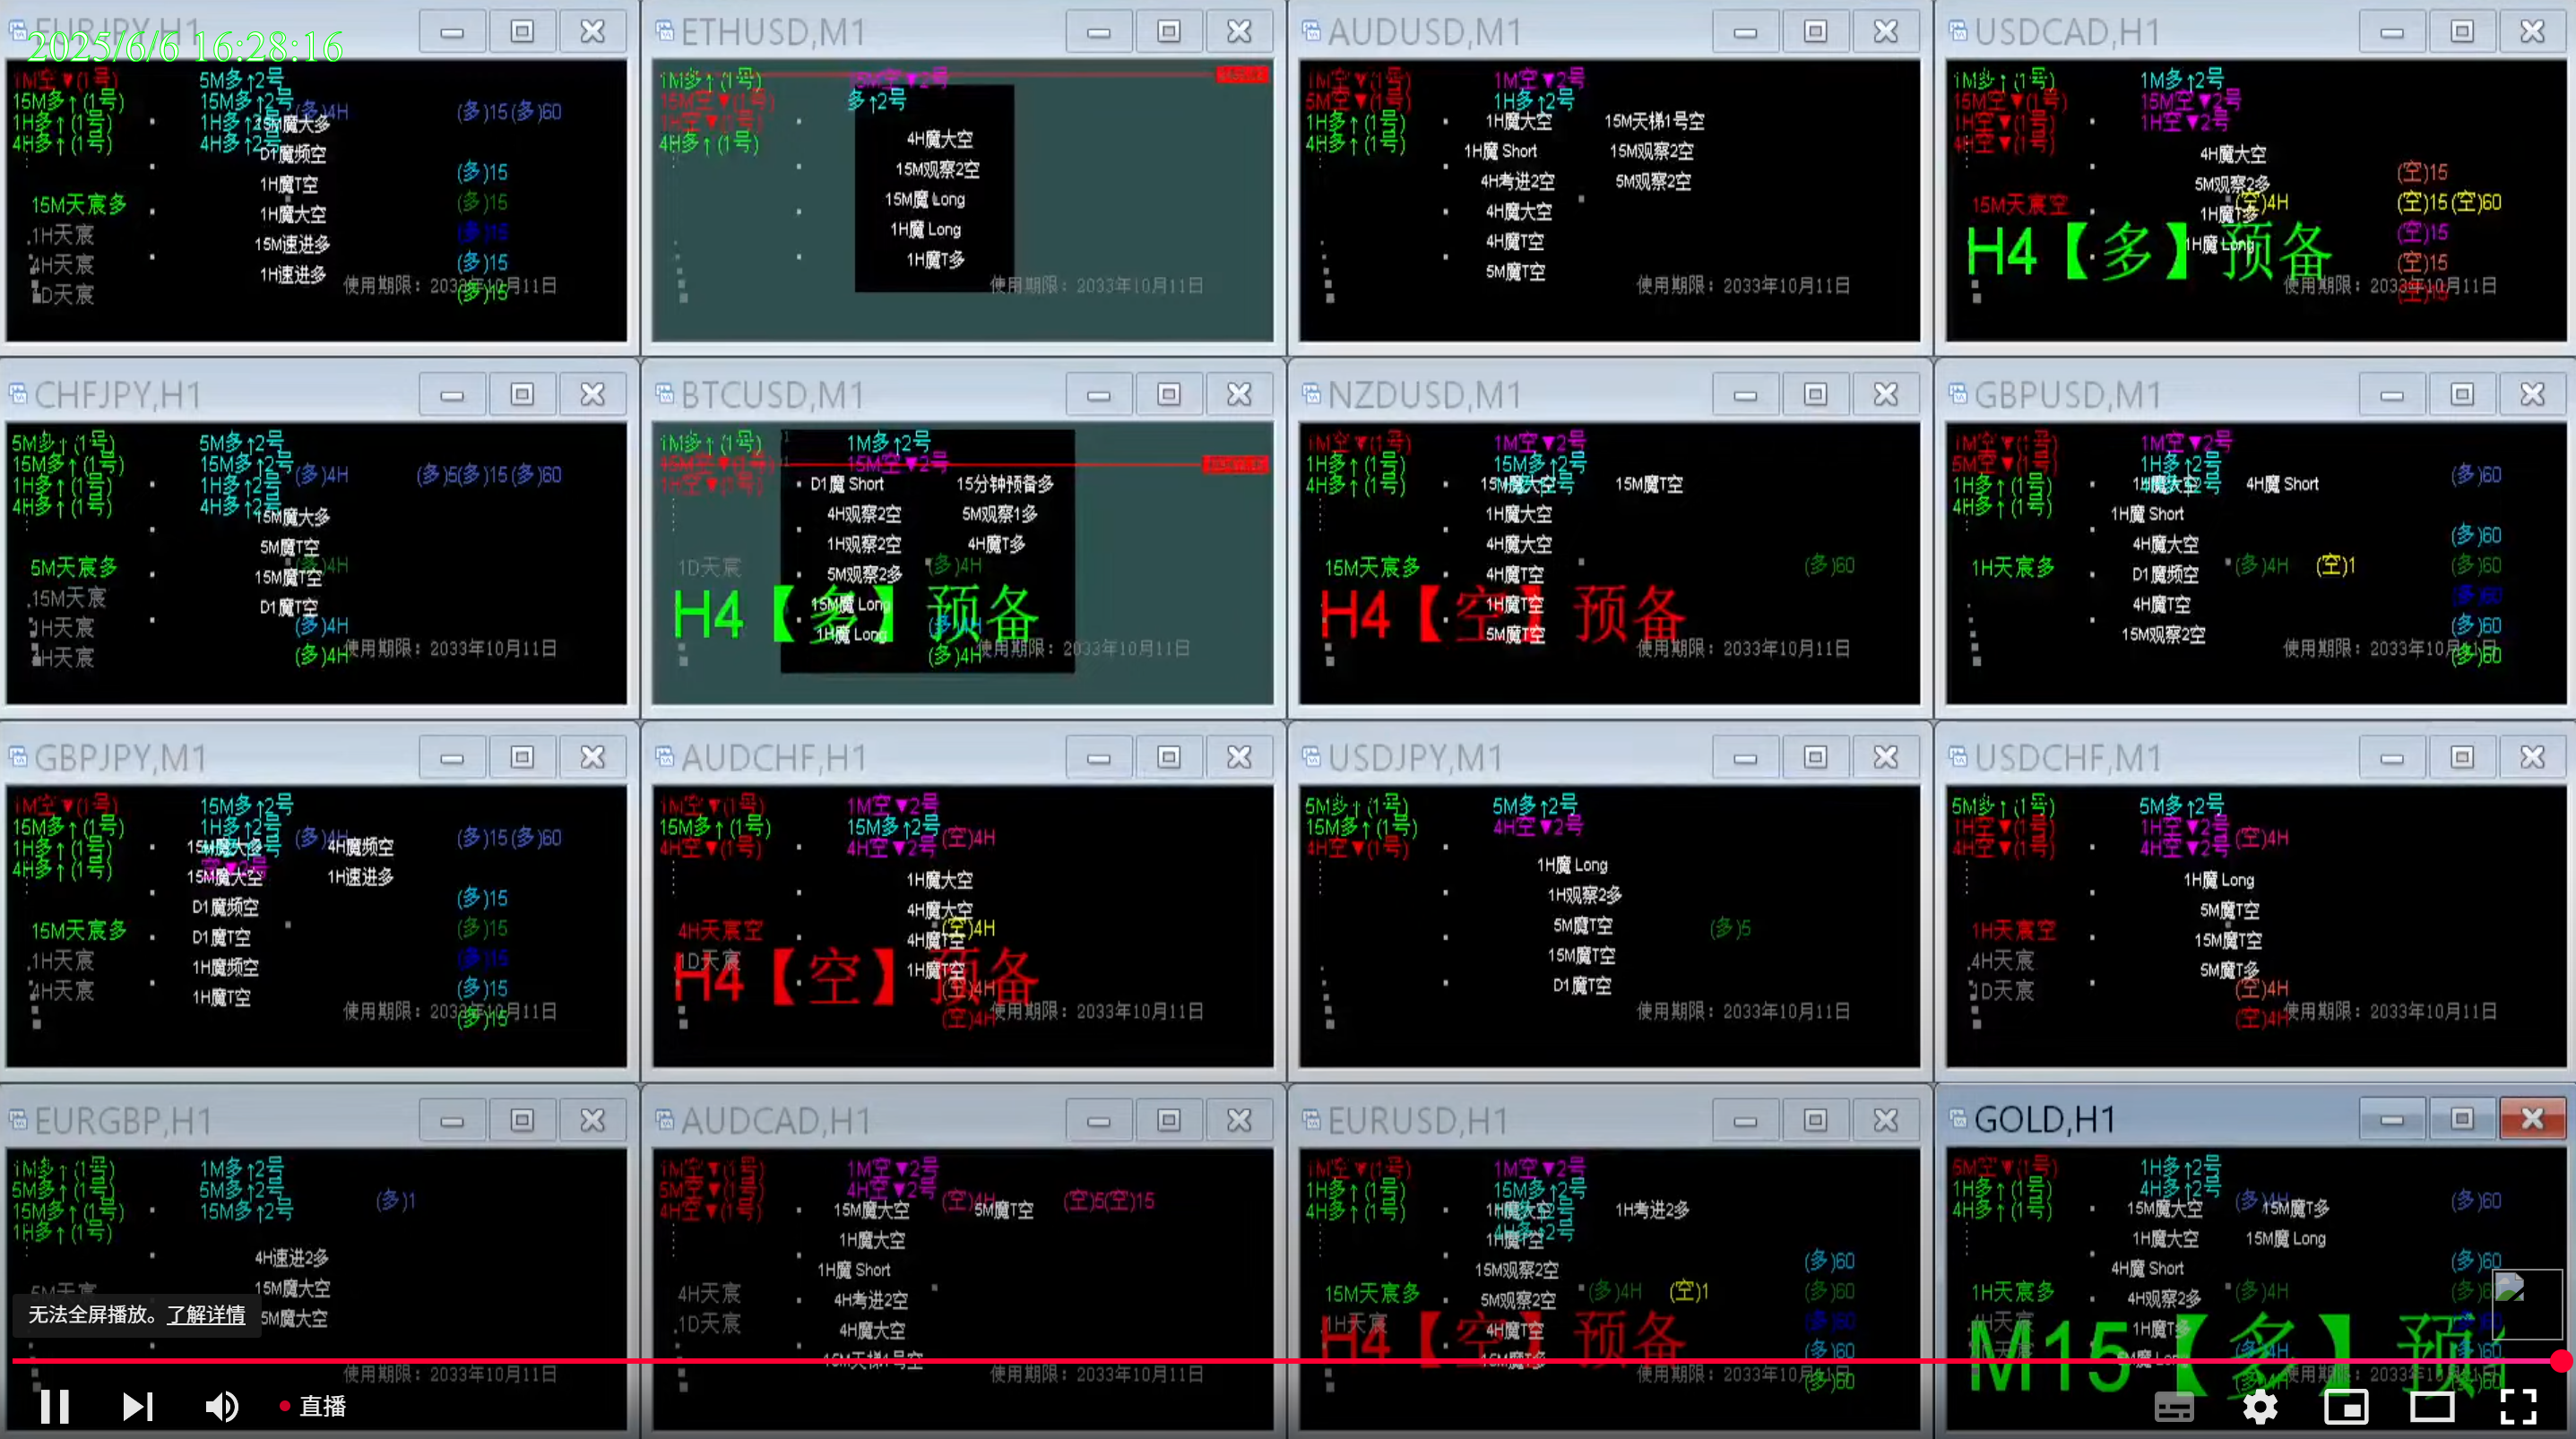 EURJPY,H1
2025/6/6 16:28:16
1M空▼(1号) 5M多↑2号
15M多↑(1号) 15M多↑2号 (多)4H (多)15(多)60
1H多↑(1号) 1H多↑2号 15M魔大多
4H多↑(1号) 4H多↑2号
D1魔频空
(多)15
1H魔T空
15M天宸多 (多)15
1H魔大空
1H天宸 (多)15
15M速进多
4H天宸 (多)15
1H速进多
1D天宸 (多)15
使用期限：2033年10月11日
ETHUSD,M1
1M多↑(1号) 15M空▼2号
15M空▼(1号) 多↑2号
1H空▼(1号)
4H多↑(1号)
4H魔大空
15M观察2空
15M魔 Long
1H魔 Long
1H魔T多
使用期限：2033年10月11日
AUDUSD,M1
1M空▼(1号) 1M空▼2号
5M空▼(1号) 1H多↑2号
1H多↑(1号) 1H魔大空 15M天梯1号空
4H多↑(1号) 1H魔 Short 15M观察2空
4H考进2空 5M观察2空
4H魔大空
4H魔T空
5M魔T空
使用期限：2033年10月11日
USDCAD,H1
1M多↑(1号) 1M多↑2号
15M空▼(1号) 15M空▼2号
1H空▼(1号) 1H空▼2号
4H空▼(1号)
4H魔大空
(空)15
5M观察2多
15M天宸空 (空)4H (空)15(空)60
1H魔T多
(空)15
1H魔 Long
H4【多】预备
(空)15
(空)15
使用期限：2033年10月11日
CHFJPY,H1
5M多↑(1号) 5M多↑2号
15M多↑(1号) 15M多↑2号 (多)4H (多)5(多)15(多)60
1H多↑(1号) 1H多↑2号
4H多↑(1号) 4H多↑2号
15M魔大多
5M魔T空
5M天宸多 (多)4H
15M魔T空
15M天宸
D1魔T空
1H天宸 (多)4H
4H天宸 (多)4H
使用期限：2033年10月11日
BTCUSD,M1
1M多↑(1号) 1M多↑2号
15M空▼(1号) 15M空▼2号
1H空▼(1号) D1魔 Short 15分钟预备多
4H观察2空 5M观察1多
1H观察2空 4H魔T多
1D天宸 5M观察2多 (多)4H
15M魔 Long
H4【多】预备
1H魔 Long (多)4H
(多)4H
使用期限：2033年10月11日
NZDUSD,M1
1M空▼(1号) 1M空▼2号
1H多↑(1号) 15M多↑2号
4H多↑(1号) 15M魔大空 15M魔T空
1H魔大空
4H魔大空
15M天宸多 4H魔T空 (多)60
1H魔T空
H4【空】预备
5M魔T空
使用期限：2033年10月11日
GBPUSD,M1
1M空▼(1号) 1M空▼2号
5M空▼(1号) 1H多↑2号 (多)60
1H多↑(1号) 1H魔大空 4H魔 Short
4H多↑(1号) 1H魔 Short
4H魔大空 (多)60
1H天宸多 D1魔频空 (多)4H (空)1 (多)60
4H魔T空 (多)60
15M观察2空 (多)60
(多)60
使用期限：2033年10月11日
GBPJPY,M1
1M空▼(1号) 15M多↑2号
15M多↑(1号) 1H多↑2号 (多)4H (多)15(多)60
1H多↑(1号) 15M魔大多 4H魔频空
4H多↑(1号) 空▼2号
15M魔大空 1H速进多
D1魔频空 (多)15
15M天宸多 D1魔T空 (多)15
1H天宸 1H魔频空 (多)15
4H天宸 1H魔T空 (多)15
(多)15
使用期限：2033年10月11日
AUDCHF,H1
1M空▼(1号) 1M空▼2号
15M多↑(1号) 15M多↑2号 (空)4H
4H空▼(1号) 4H空▼2号
1H魔大空
4H魔大空
4H天宸空 (空)4H
4H魔T空
1D天宸 1H魔T空
H4【空】预备
(空)4H
(空)4H
使用期限：2033年10月11日
USDJPY,M1
5M多↑(1号) 5M多↑2号
15M多↑(1号) 4H空▼2号
4H空▼(1号)
1H魔 Long
1H观察2多
5M魔T空 (多)5
15M魔T空
D1魔T空
使用期限：2033年10月11日
USDCHF,M1
5M多↑(1号) 5M多↑2号
1H空▼(1号) 1H空▼2号 (空)4H
4H空▼(1号) 4H空▼2号
1H魔 Long
5M魔T空
1H天宸空 15M魔T空
4H天宸 5M魔T多
1D天宸 (空)4H
(空)4H
使用期限：2033年10月11日
EURGBP,H1
1M多↑(1号) 1M多↑2号
5M多↑(1号) 5M多↑2号 (多)1
15M多↑(1号) 15M多↑2号
1H多↑(1号)
4H速进2多
5M天宸 15M魔大空
5M魔大空
使用期限：2033年10月11日
AUDCAD,H1
1M空▼(1号) 1M空▼2号
5M空▼(1号) 4H空▼2号 (空)4H (空)5(空)15
4H空▼(1号) 15M魔大空 5M魔T空
1H魔大空
1H魔 Short
4H天宸 4H考进2空
1D天宸 4H魔大空
15M天梯1号空
使用期限：2033年10月11日
EURUSD,H1
1M空▼(1号) 1M空▼2号
1H多↑(1号) 15M多↑2号
4H多↑(1号) 1H魔大空 1H考进2多
4H多↑2号
1H魔T空
15M观察2空 (多)60
15M天宸多 5M观察2空 (多)4H (空)1 (多)60
1H天宸 4H魔T空 (多)60
H4【空】预备
15M魔T多 (多)60
(多)60
使用期限：2033年10月11日
GOLD,H1
5M空▼(1号) 1H多↑2号
1H多↑(1号) 4H多↑2号 (多)4H (多)60
4H多↑(1号) 15M魔大空 15M魔T多
1H魔大空 15M魔 Long
4H魔 Short (多)60
1H天宸多 4H观察2多 (多)4H
4H天宸 1H魔T多
M15【多】预
(多)4H (多)60
(多)4H (多)60
使用期限：2033年10月11日
无法全屏播放。了解详情
直播